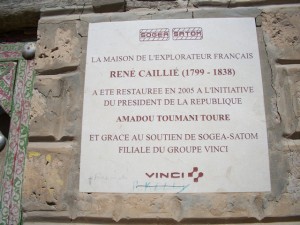 SOGEA SATOM
LA MAISON DE L'EXPLORATEUR FRANCAIS
RENÉ CAILLIÉ (1799 - 1838)
A ETE RESTAUREE EN 2005 A L'INITIATIVE
DU PRESIDENT DE LA REPUBLIQUE
AMADOU TOUMANI TOURE
ET GRACE AU SOUTIEN DE SOGEA-SATOM
FILIALE DU GROUPE VINCI
VINCI